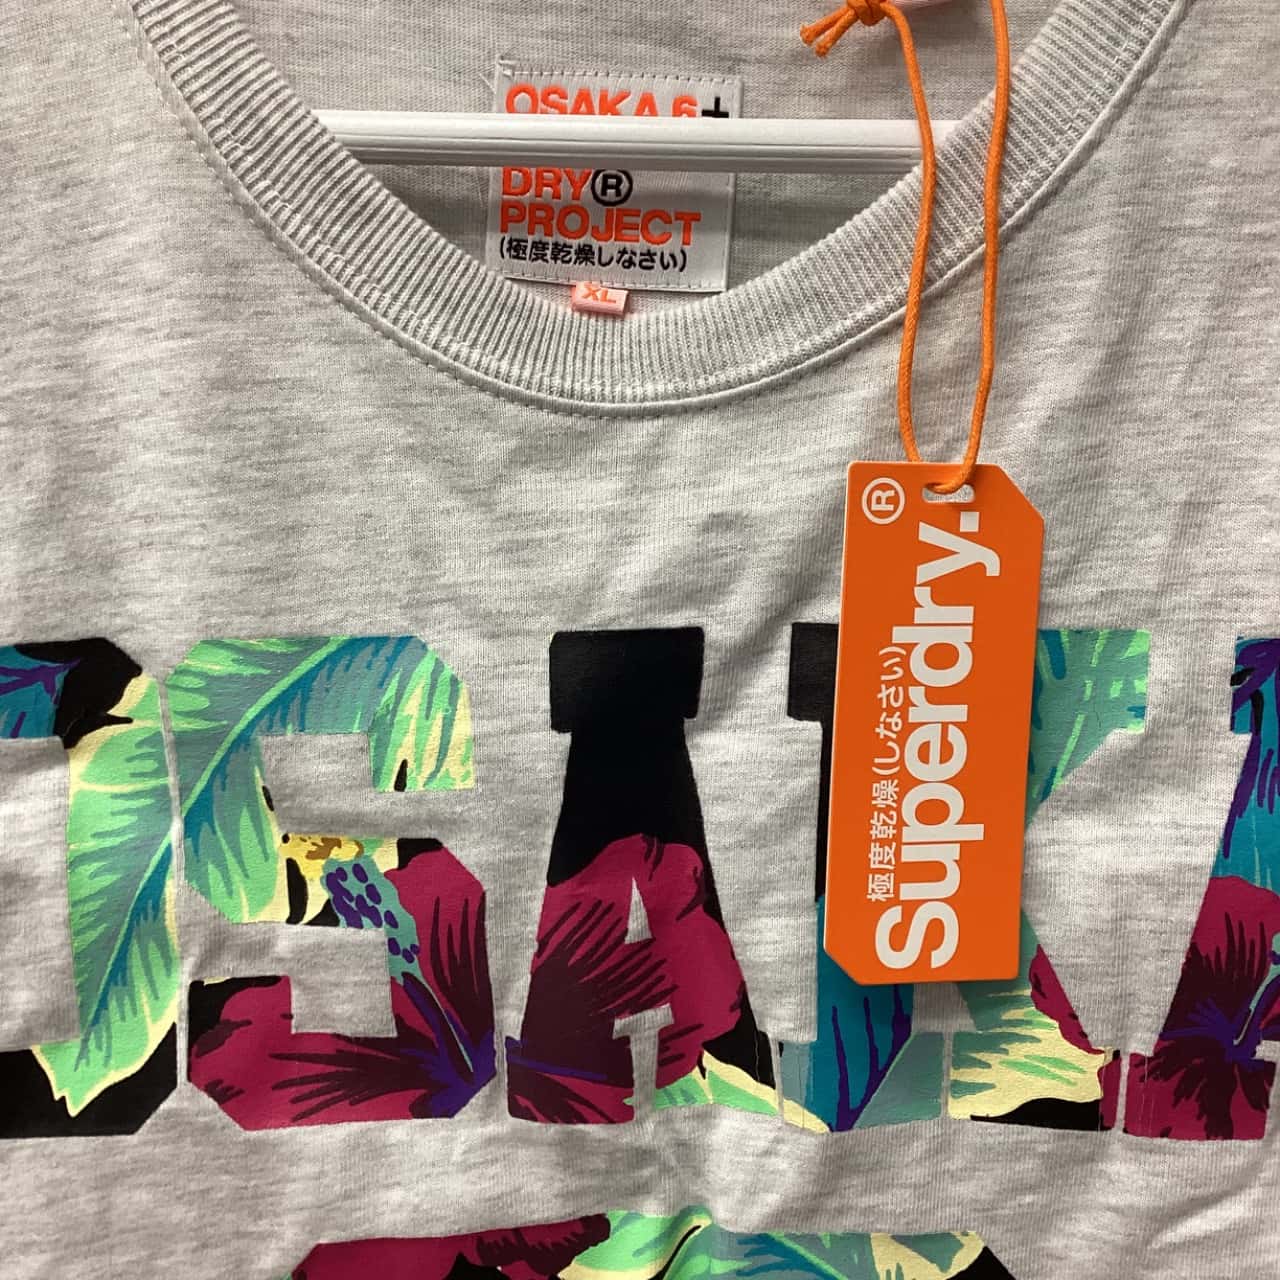 OSAKA 6+
DRY®
PROJECT
(極度乾燥しなさい)
XL
®
Superdry.
極度乾燥(しなさい)
OSAKA